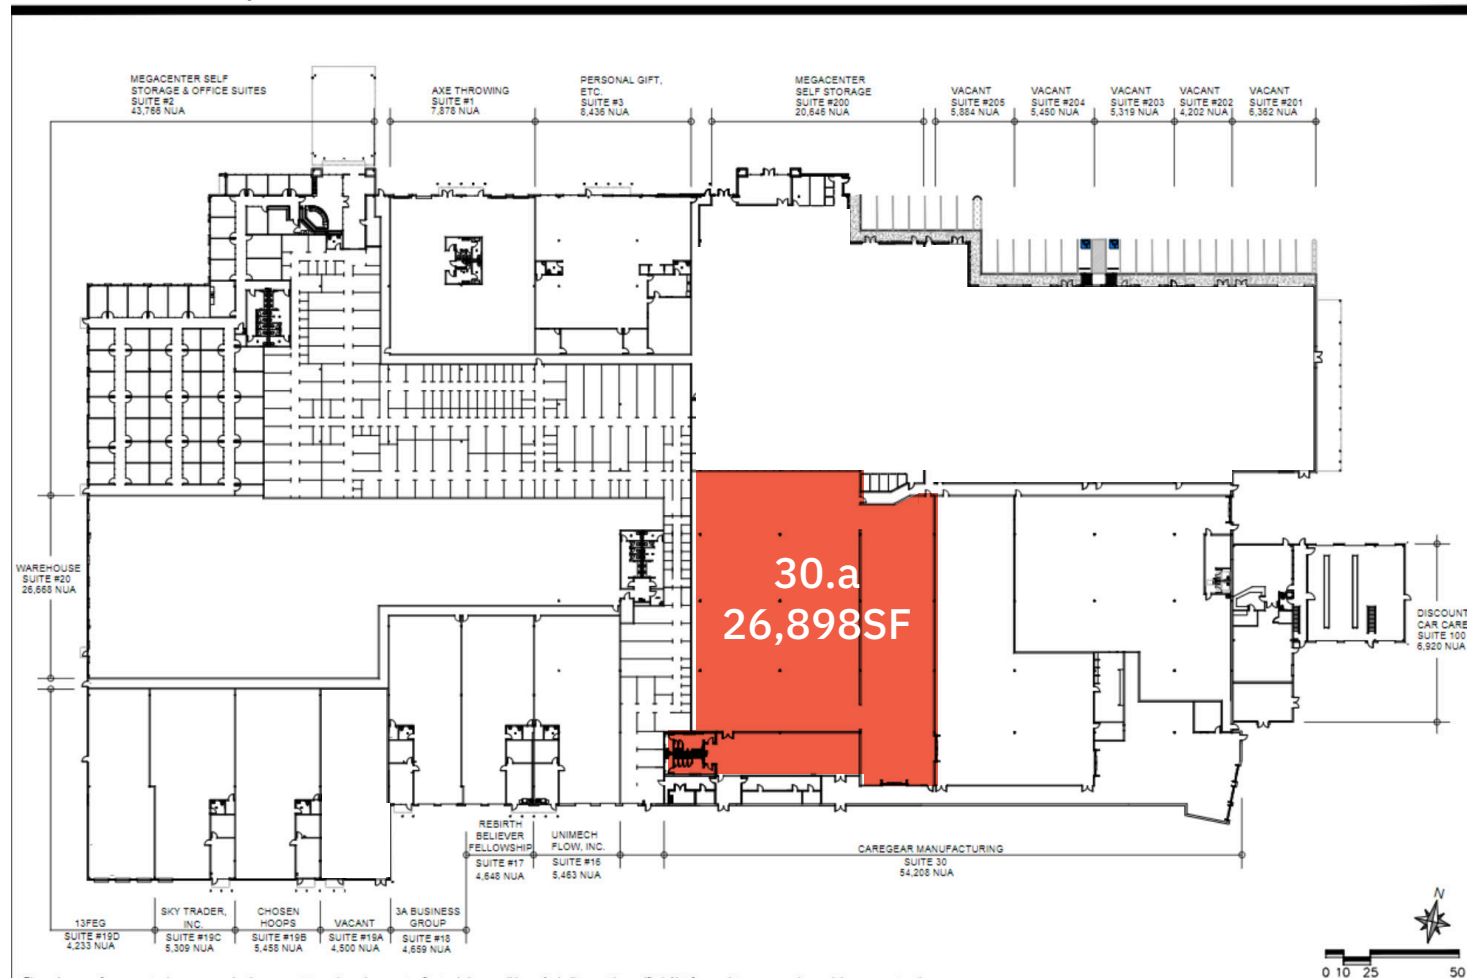 MEGACENTER SELF
STORAGE & OFFICE SUITES
SUITE #2
43,766 NUA
AXE THROWING
SUITE #1
7,878 NUA
PERSONAL GIFT,
ETC.
SUITE #3
8,436 NUA
MEGACENTER
SELF STORAGE
SUITE #200
20,646 NUA
VACANT
SUITE #205
5,884 NUA
VACANT
SUITE #204
5,450 NUA
VACANT
SUITE #203
5,319 NUA
VACANT
SUITE #202
4,202 NUA
VACANT
SUITE #201
6,362 NUA
WAREHOUSE
SUITE #20
26,668 NUA
30.a
26,898SF
DISCOUNT
CAR CARE
SUITE 100
6,920 NUA
REBIRTH
BELIEVER
FELLOWSHIP
SUITE #17
4,648 NUA
UNIMECH
FLOW, INC.
SUITE #16
5,463 NUA
CAREGEAR MANUFACTURING
SUITE 30
54,208 NUA
13FEG
SUITE #19D
4,233 NUA
SKY TRADER,
INC.
SUITE #19C
5,309 NUA
CHOSEN
HOOPS
SUITE #19B
5,458 NUA
VACANT
SUITE #19A
4,500 NUA
3A BUSINESS
GROUP
SUITE #18
4,659 NUA
N
0 10 25 50